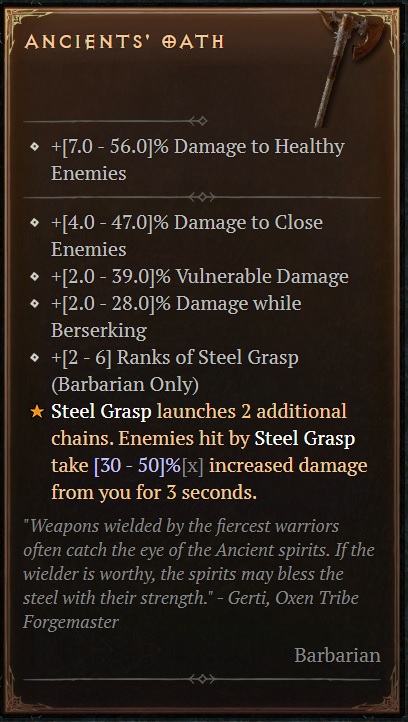 ANCIENTS' OATH
+[7.0 - 56.0]% Damage to Healthy
Enemies
+[4.0 - 47.0]% Damage to Close
Enemies
+[2.0 - 39.0]% Vulnerable Damage
+[2.0 - 28.0]% Damage while
Berserking
+[2 - 6] Ranks of Steel Grasp
(Barbarian Only)
Steel Grasp launches 2 additional
chains. Enemies hit by Steel Grasp
take [30 - 50]%[x] increased damage
from you for 3 seconds.
"Weapons wielded by the fiercest warriors
often catch the eye of the Ancient spirits. If the
wielder is worthy, the spirits may bless the
steel with their strength." - Gerti, Oxen Tribe
Forgemaster
Barbarian